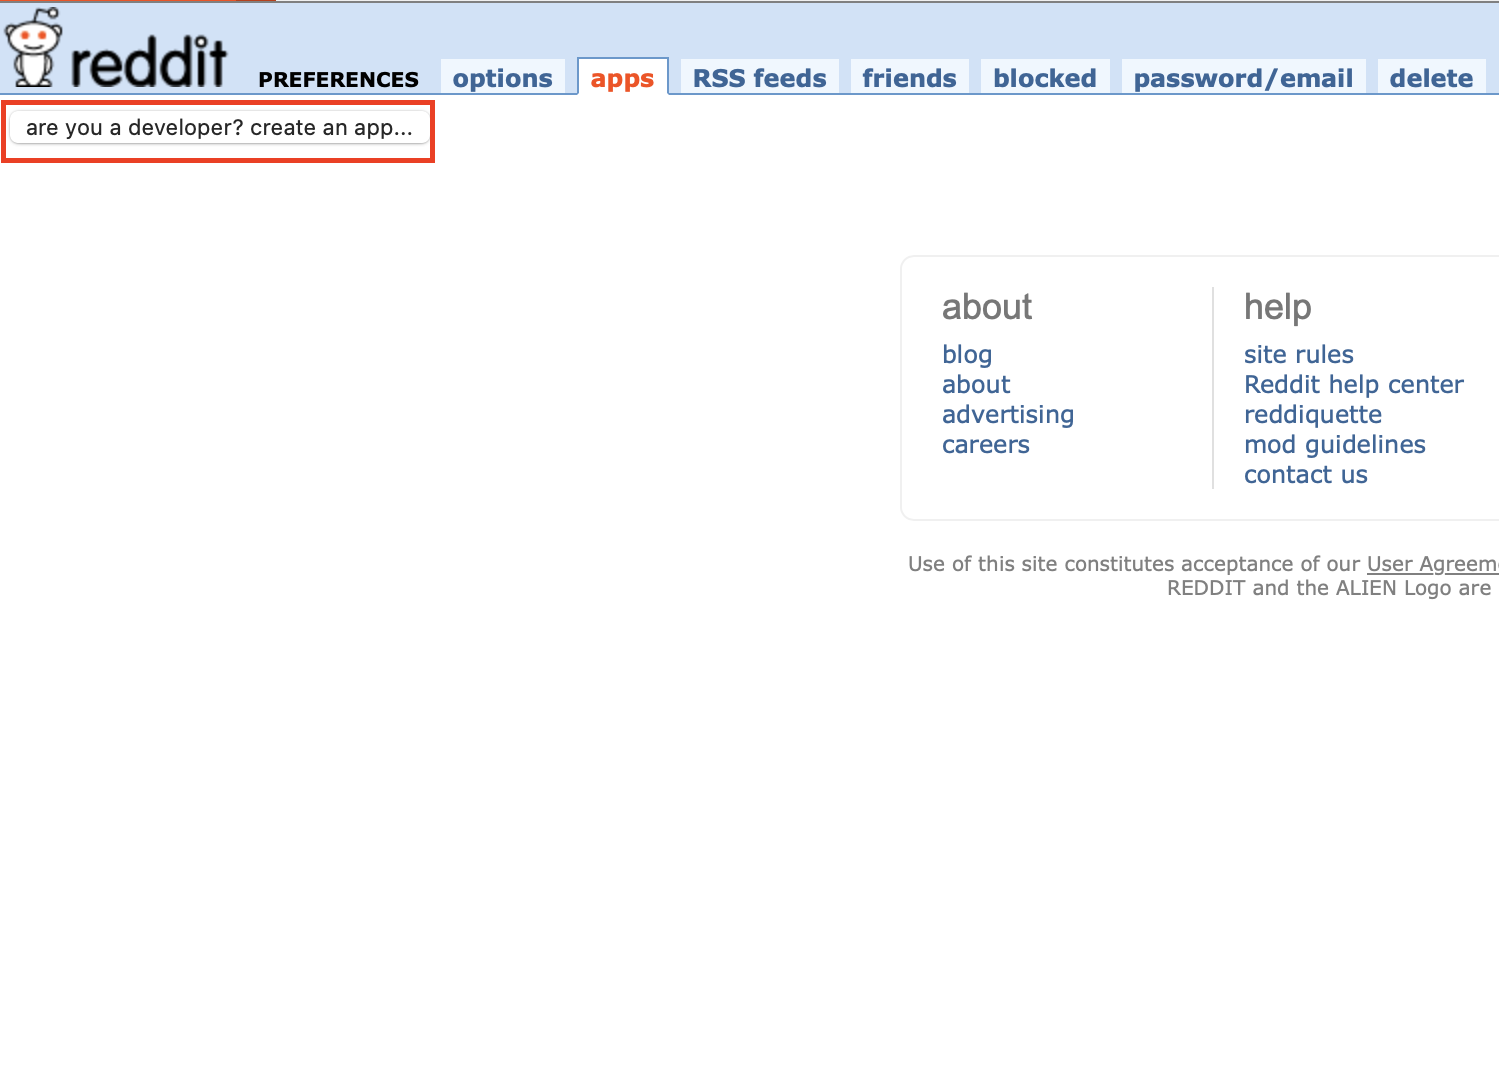 reddit PREFERENCES options apps RSS feeds friends blocked password/email delete
are you a developer? create an app...
about
blog
about
advertising
careers
help
site rules
Reddit help center
reddiquette
mod guidelines
contact us
Use of this site constitutes acceptance of our User Agreem
REDDIT and the ALIEN Logo are